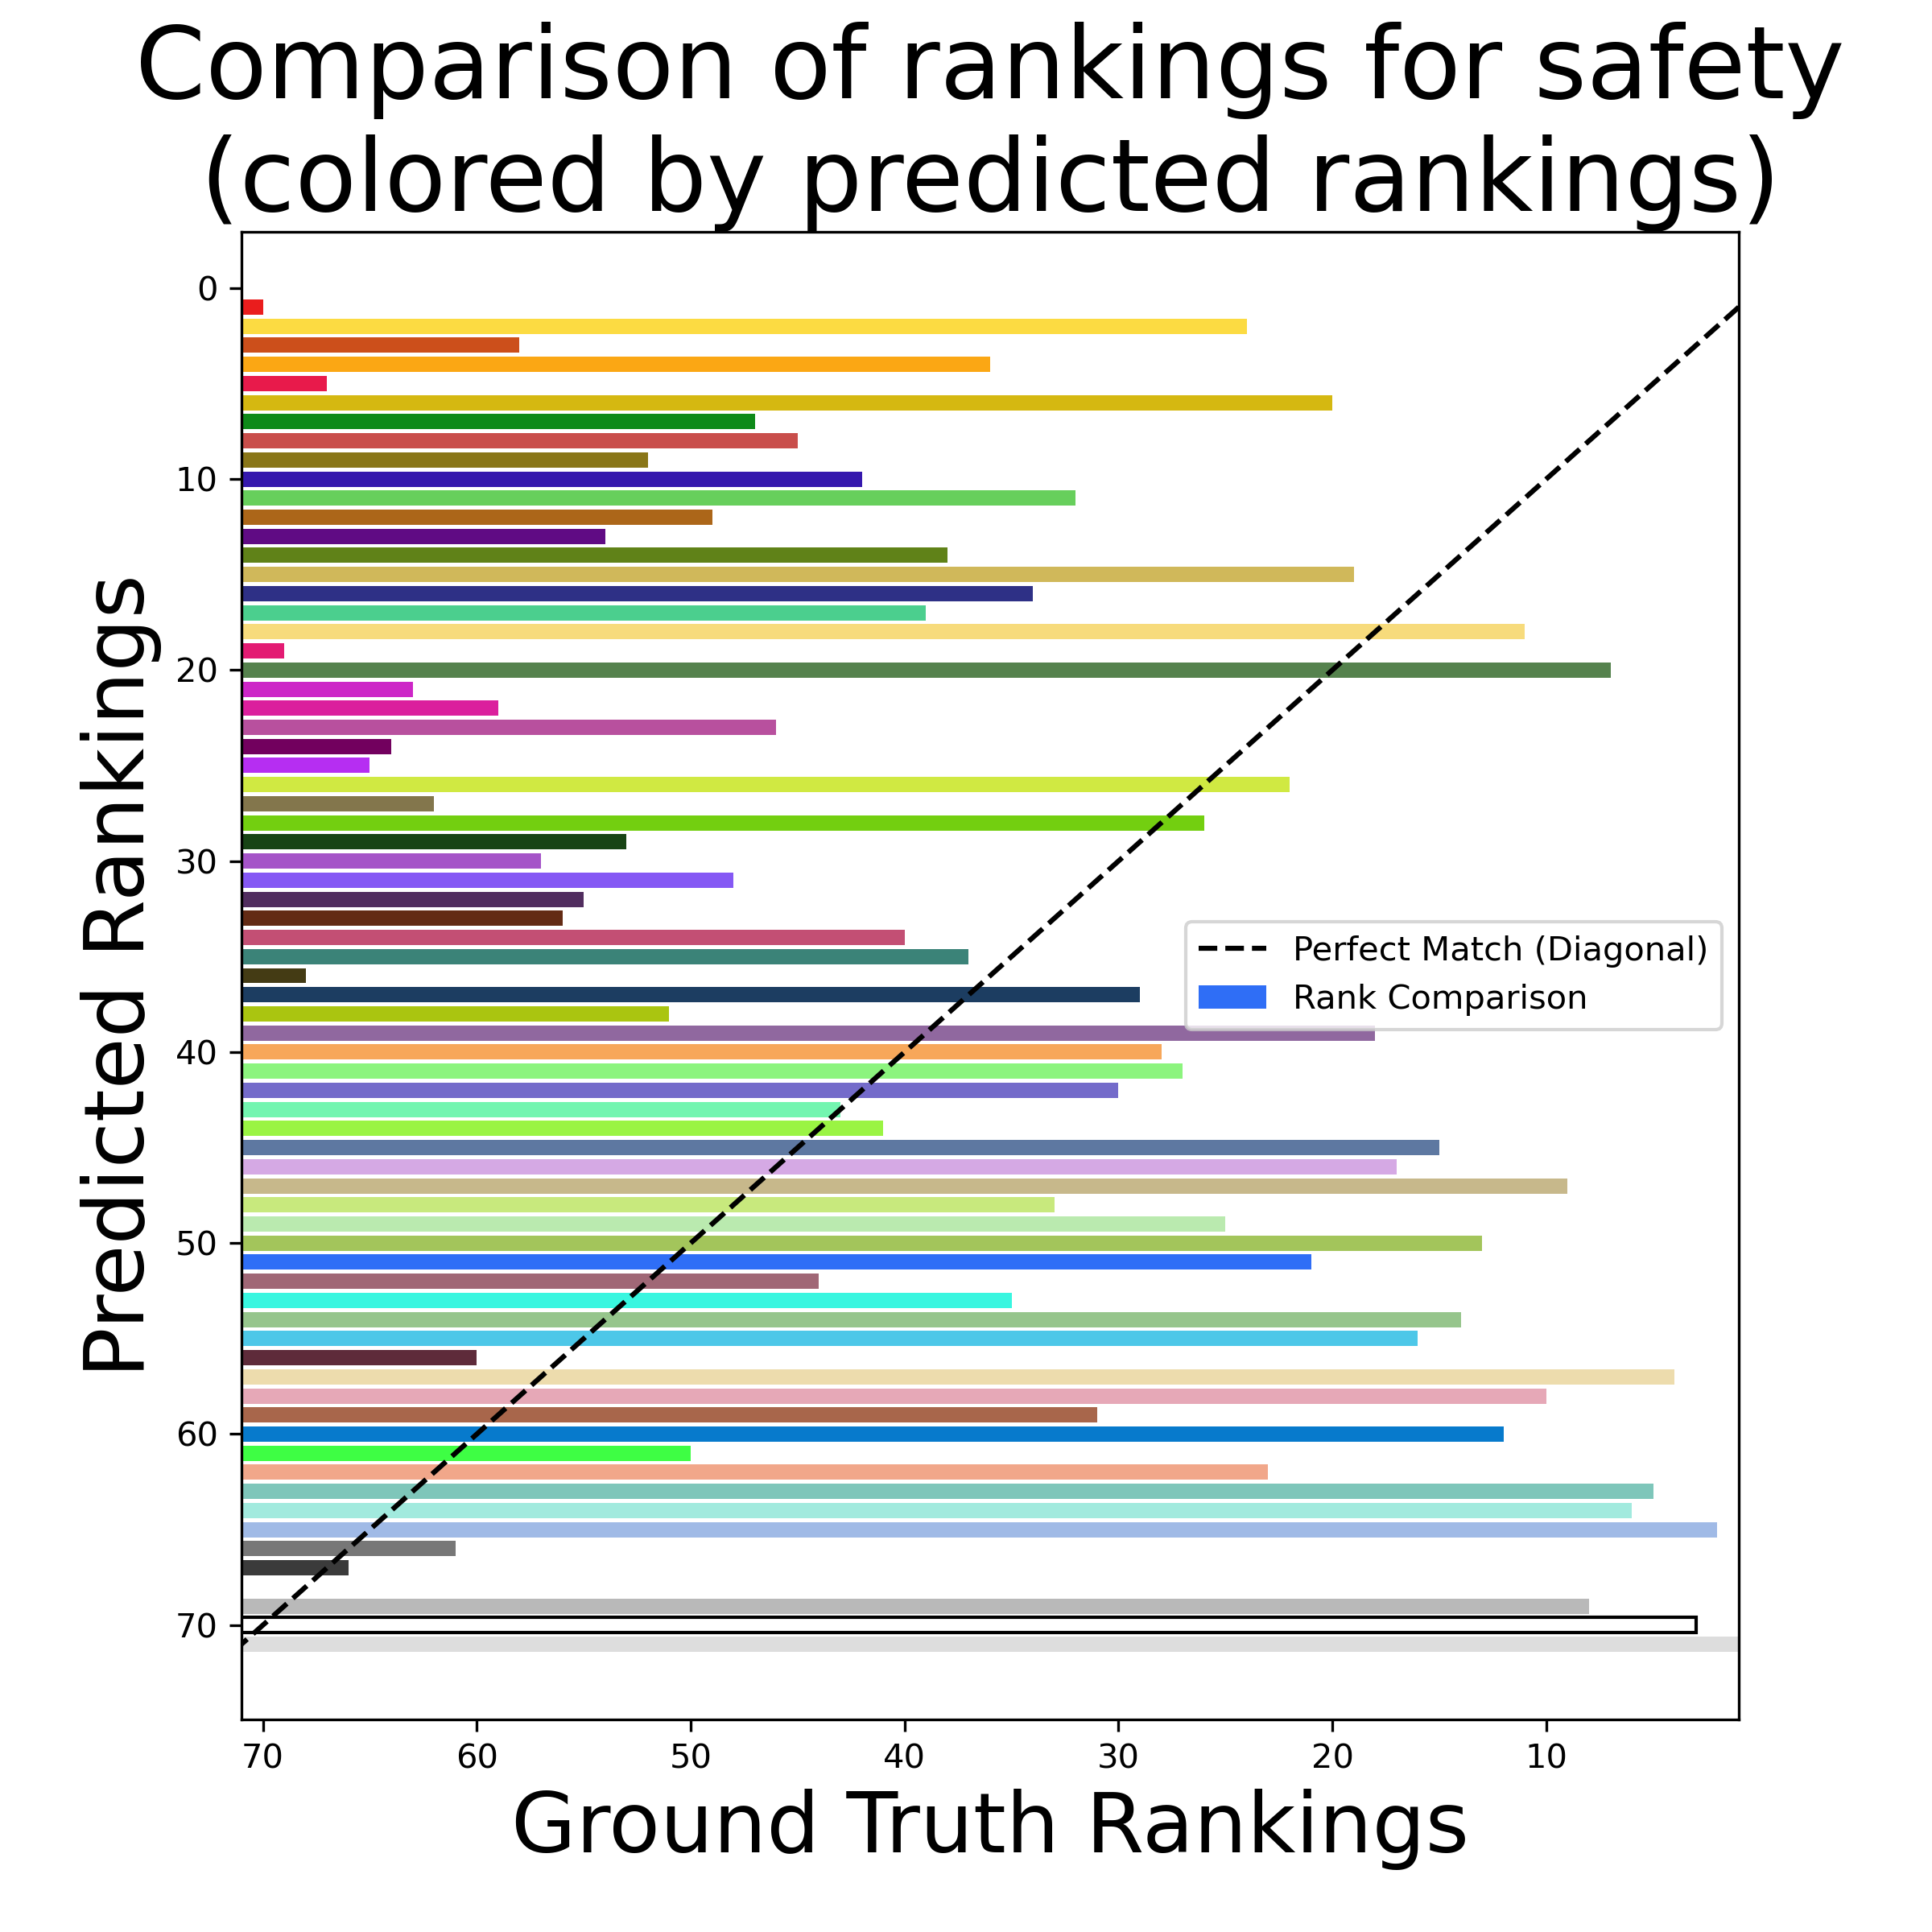 Comparison of rankings for safety
(colored by predicted rankings)
Predicted Rankings
0
10
20
30
40
50
60
70
Perfect Match (Diagonal)
Rank Comparison
70 60 50 40 30 20 10
Ground Truth Rankings